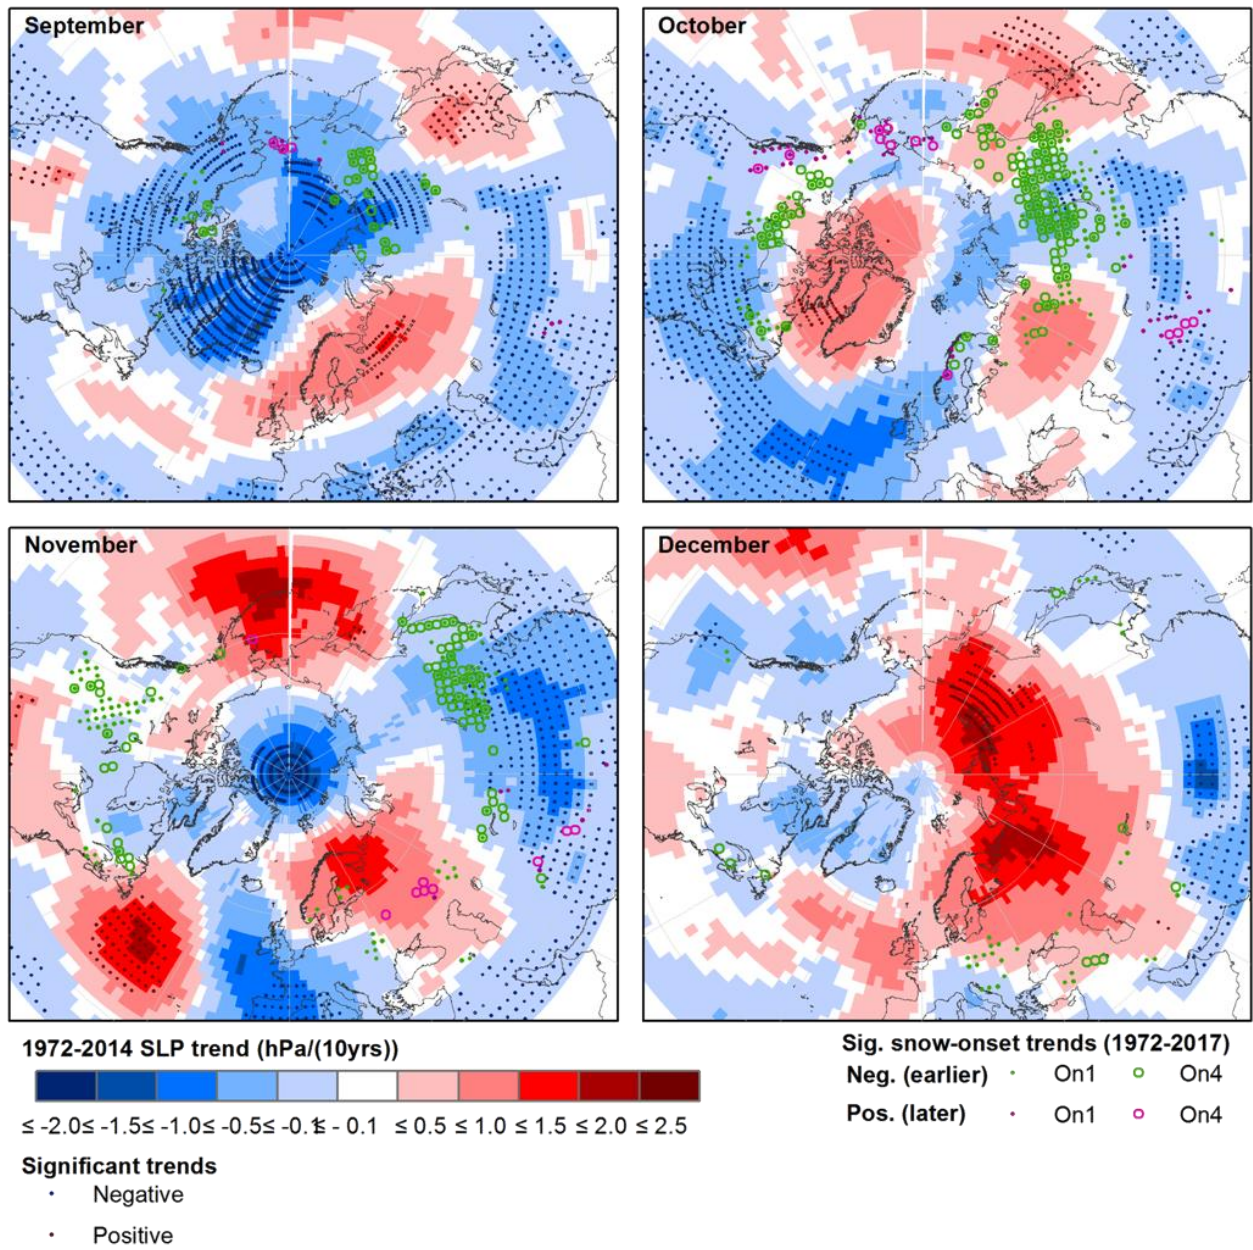 September
October
November
December
1972-2014 SLP trend (hPa/(10yrs))
≤ -2.0≤ -1.5≤ -1.0≤ -0.5≤ -0.1≤ - 0.1 ≤ 0.5 ≤ 1.0 ≤ 1.5 ≤ 2.0 ≤ 2.5
Significant trends
Negative
Positive
Sig. snow-onset trends (1972-2017)
Neg. (earlier) On1 On4
Pos. (later) On1 On4